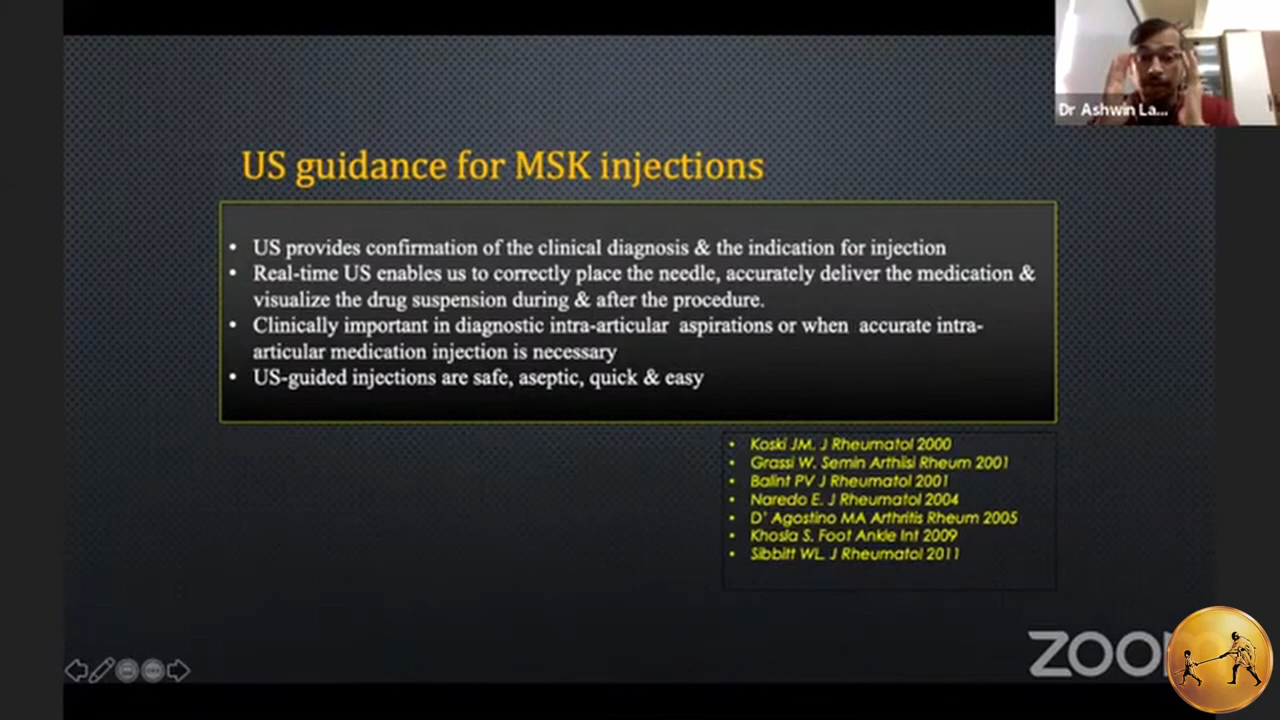 Dr Ashwin La...
US guidance for MSK injections
• US provides confirmation of the clinical diagnosis & the indication for injection
• Real-time US enables us to correctly place the needle, accurately deliver the medication &
visualize the drug suspension during & after the procedure.
• Clinically important in diagnostic intra-articular aspirations or when accurate intra-
articular medication injection is necessary
• US-guided injections are safe, aseptic, quick & easy
• Koski JM. J Rheumatol 2000
• Grassi W. Semin Arthiisi Rheum 2001
• Balint PV J Rheumatol 2001
• Naredo E. J Rheumatol 2004
• D' Agostino MA Arthritis Rheum 2005
• Khosla S. Foot Ankle Int 2009
• Sibbitt WL. J Rheumatol 2011
ZOOM